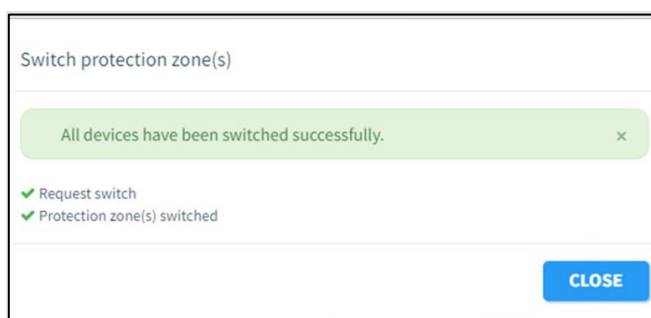 Switch protection zone(s)
All devices have been switched successfully. ×
✔ Request switch
✔ Protection zone(s) switched
CLOSE